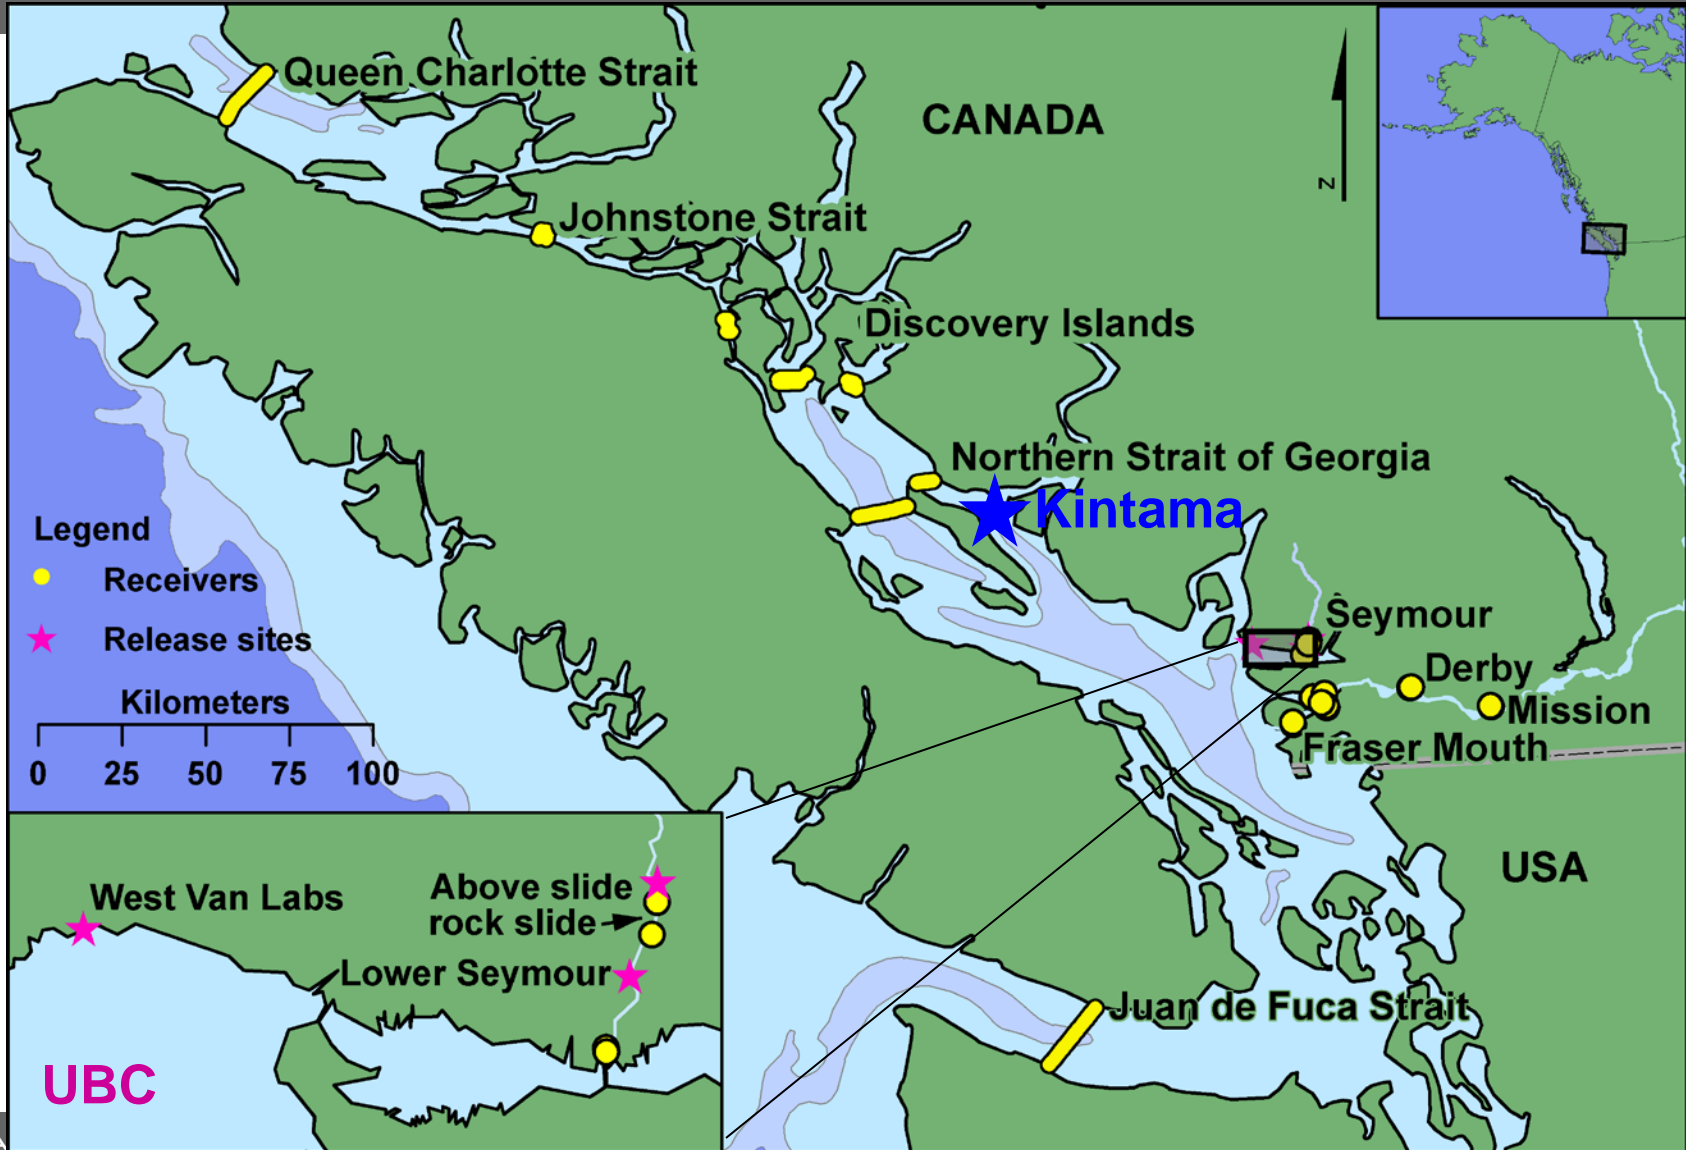 Queen Charlotte Strait
CANADA
Z
Johnstone Strait
Discovery Islands
Northern Strait of Georgia
Kintama
Legend
Receivers
Release sites
Kilometers
0 25 50 75 100
Seymour
Derby
Mission
Fraser Mouth
USA
West Van Labs
Above slide
rock slide
Lower Seymour
UBC
Juan de Fuca Strait